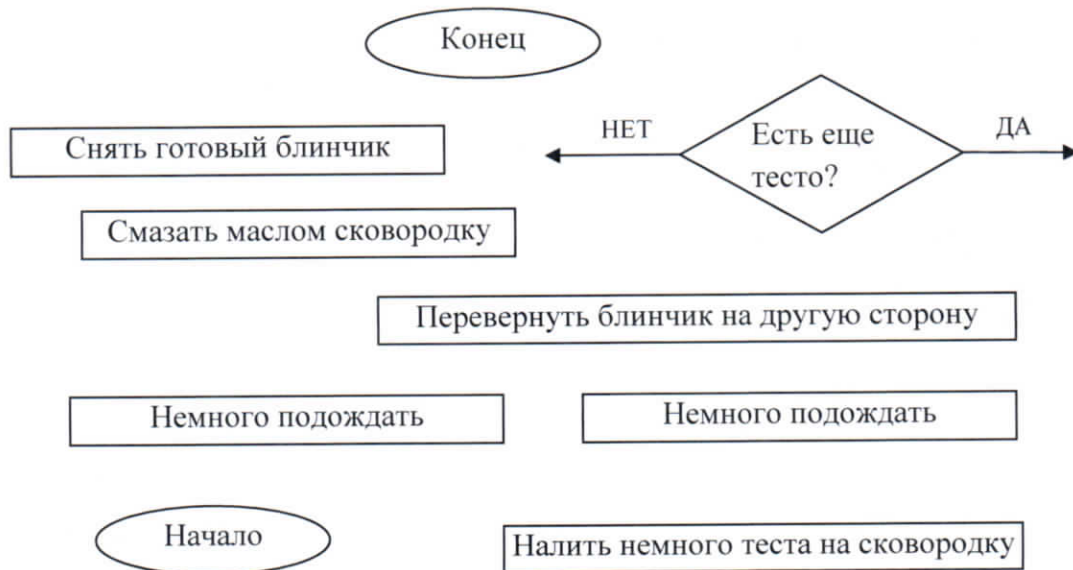 Конец
НЕТ
Есть еще
тесто?
ДА
Снять готовый блинчик
Смазать маслом сковородку
Перевернуть блинчик на другую сторону
Немного подождать
Немного подождать
Начало
Налить немного теста на сковородку